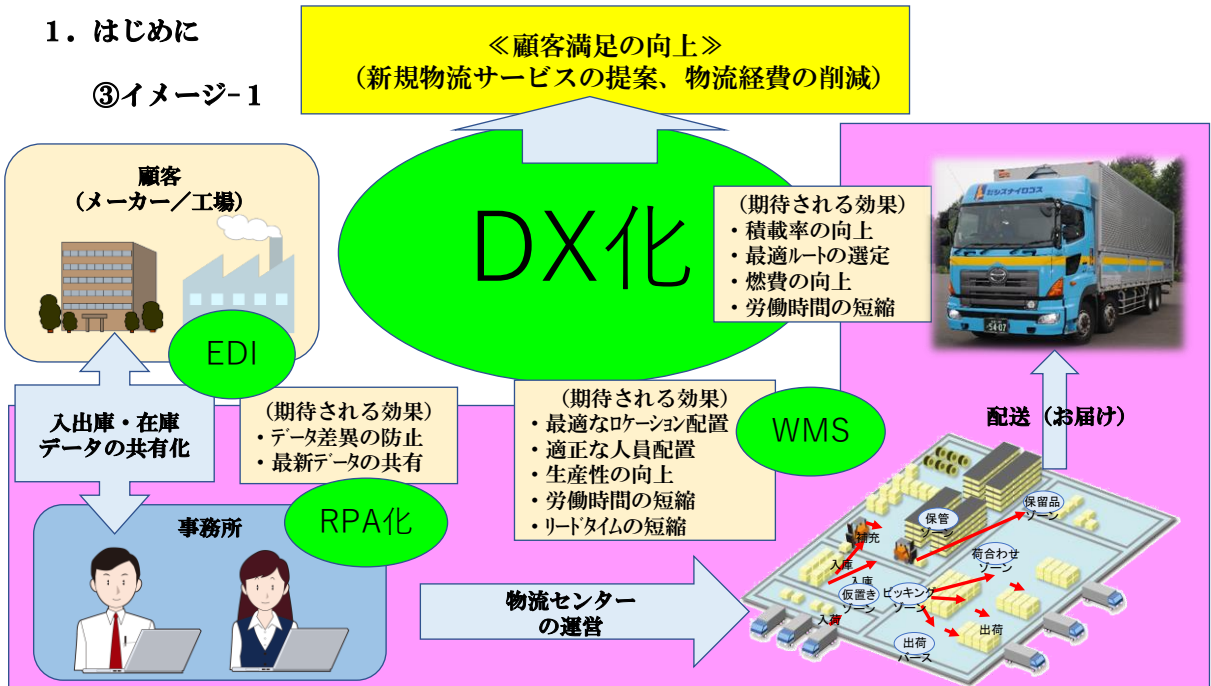 1．はじめに
③イメージ-1
≪顧客満足の向上≫
（新規物流サービスの提案、物流経費の削減）
顧客
（メーカー／工場）
DX化
（期待される効果）
・積載率の向上
・最適ﾙｰﾄの選定
・燃費の向上
・労働時間の短縮
セシスナイロコス
54-07
EDI
入出庫・在庫
データの共有化
（期待される効果）
・ﾃﾞｰﾀ差異の防止
・最新ﾃﾞｰﾀの共有
（期待される効果）
・最適なﾛｹｰｼｮﾝ配置
・適正な人員配置
・生産性の向上
・労働時間の短縮
・ﾘｰﾄﾞﾀｲﾑの短縮
WMS
配送（お届け）
RPA化
事務所
物流センター
の運営
保管
ゾーン
保留品
ゾーン
補充
荷合わせ
ゾーン
入庫
入庫
仮置き
ゾーン
ピッキング
ゾーン
入荷
出荷
出荷
バース